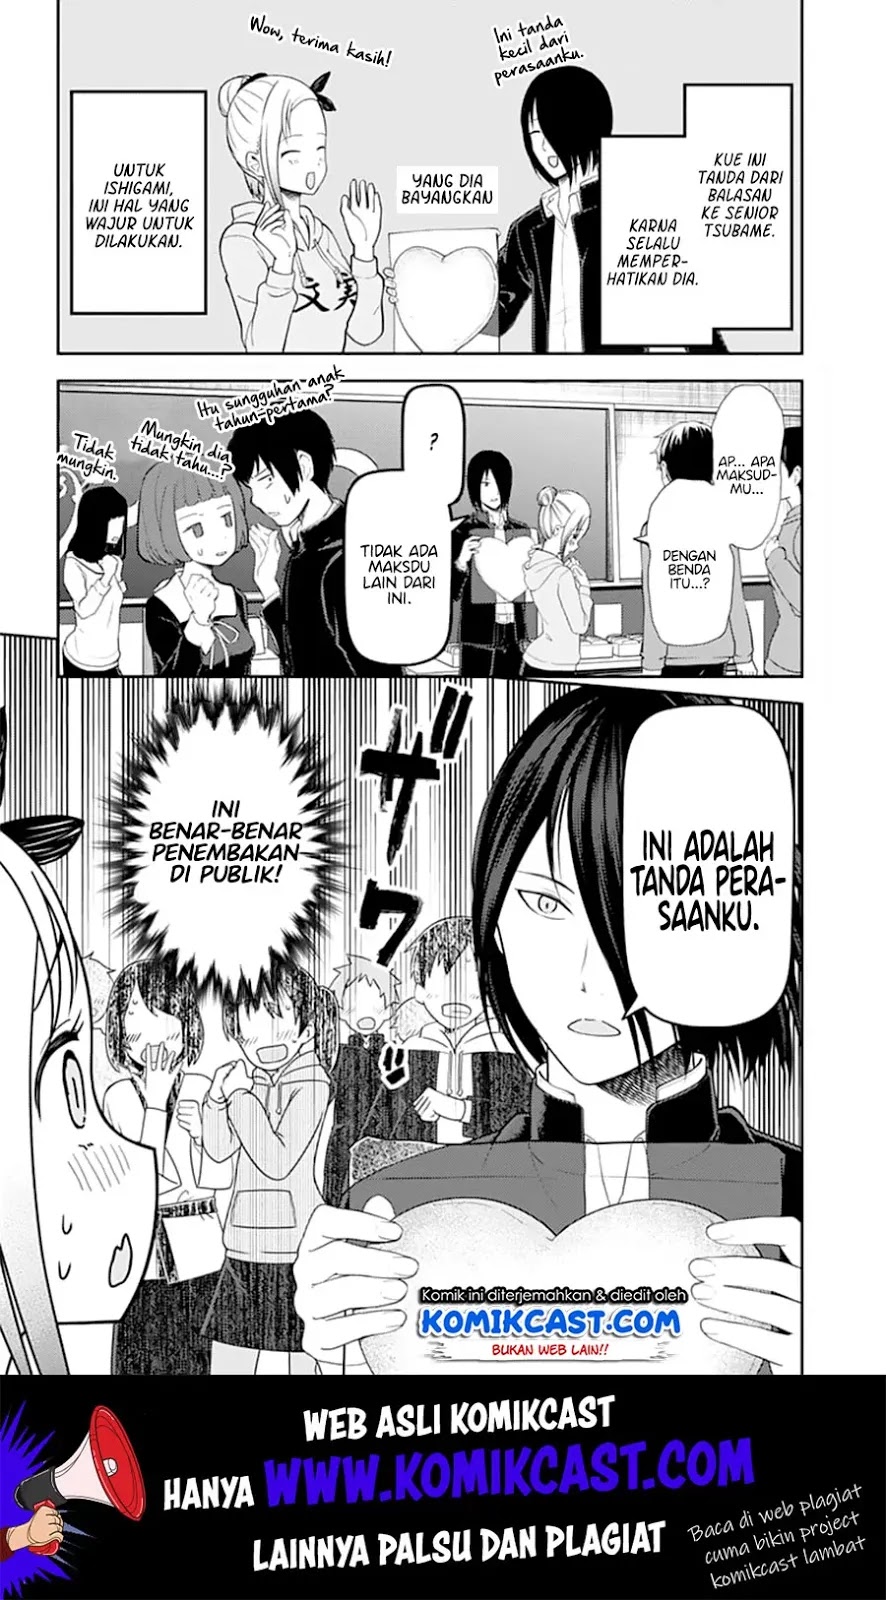 Wow, terima kasih!
Ini tanda
kecil dari
perasaanku.
KUE INI
TANDA DARI
BALASAN
KE SENIOR
TSUBAME.
KARNA
SELALU
MEMPER-
HATIKAN DIA.
YANG DIA
BAYANGKAN
文実
UNTUK
ISHIGAMI,
INI HAL YANG
WAJUR UNTUK
DILAKUKAN.
AP... APA
MAKSUD-
MU...
DENGAN
BENDA
ITU...?
?
TIDAK ADA
MAKSDU
LAIN DARI
INI.
Itu sungguhan anak
tahun-pertama?
Mungkin dia
tidak tahu...?
Tidak
mungkin.
INI ADALAH
TANDA PERA-
SAANKU.
ザワ
INI
BENAR-BENAR
PENEMBAKAN
DI PUBLIK!
Komik ini diterjemahkan & diedit oleh
KOMIKCAST.COM
BUKAN WEB LAIN!!
WEB ASLI KOMIKCAST
HANYA WWW.KOMIKCAST.COM
LAINNYA PALSU DAN PLAGIAT
Baca di web plagiat
cuma bikin project
komikcast lambat